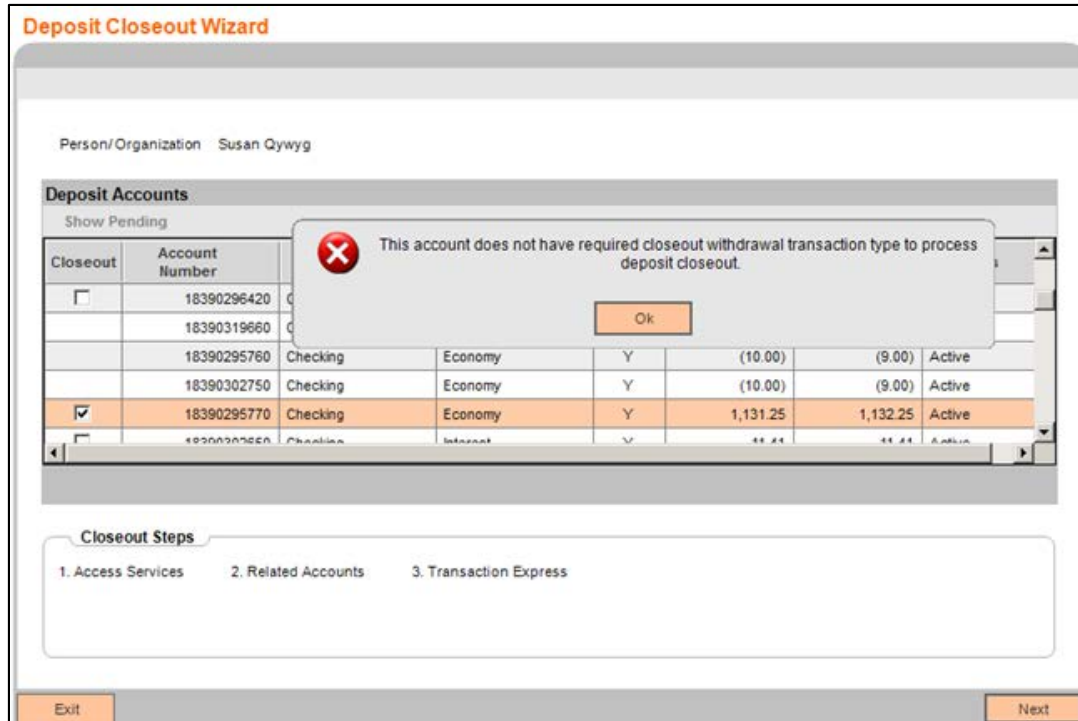 Deposit Closeout Wizard
Person/Organization Susan Qywyg
Deposit Accounts
Show Pending
This account does not have required closeout withdrawal transaction type to process
deposit closeout.
Ok
Closeout Account Number
18390296420
18390319660
18390295760 Checking Economy Y (10.00) (9.00) Active
18390302750 Checking Economy Y (10.00) (9.00) Active
18390295770 Checking Economy Y 1,131.25 1,132.25 Active
Closeout Steps
1. Access Services 2. Related Accounts 3. Transaction Express
Exit Next